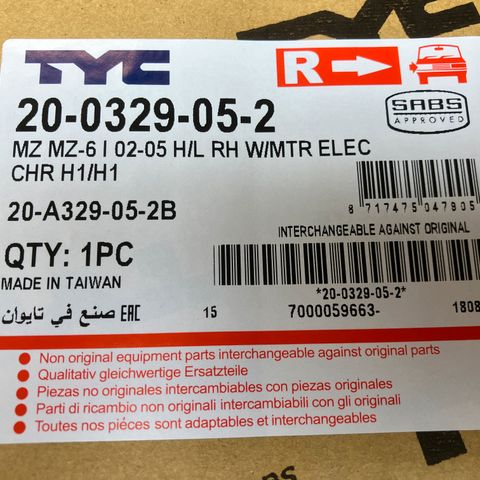 TYC
R
20-0329-05-2
SABS
APPROVED
MZ MZ-6 I 02-05 H/L RH W/MTR ELEC
CHR H1/H1
20-A329-05-2B
8 717475 047905
INTERCHANGEABLE AGAINST ORIGINAL
QTY: 1PC
MADE IN TAIWAN
*20-0329-05-2*
صنع في تايوان EAC
15
7000059663-
1808
Non original equipment parts interchangeable against original parts
Qualitativ gleichwertige Ersatzteile
Piezas no originales intercambiables con piezas originales
Parti di ricambio non originali intercambiabili con gli originali
Toutes nos piéces sont adaptables et interchangeables